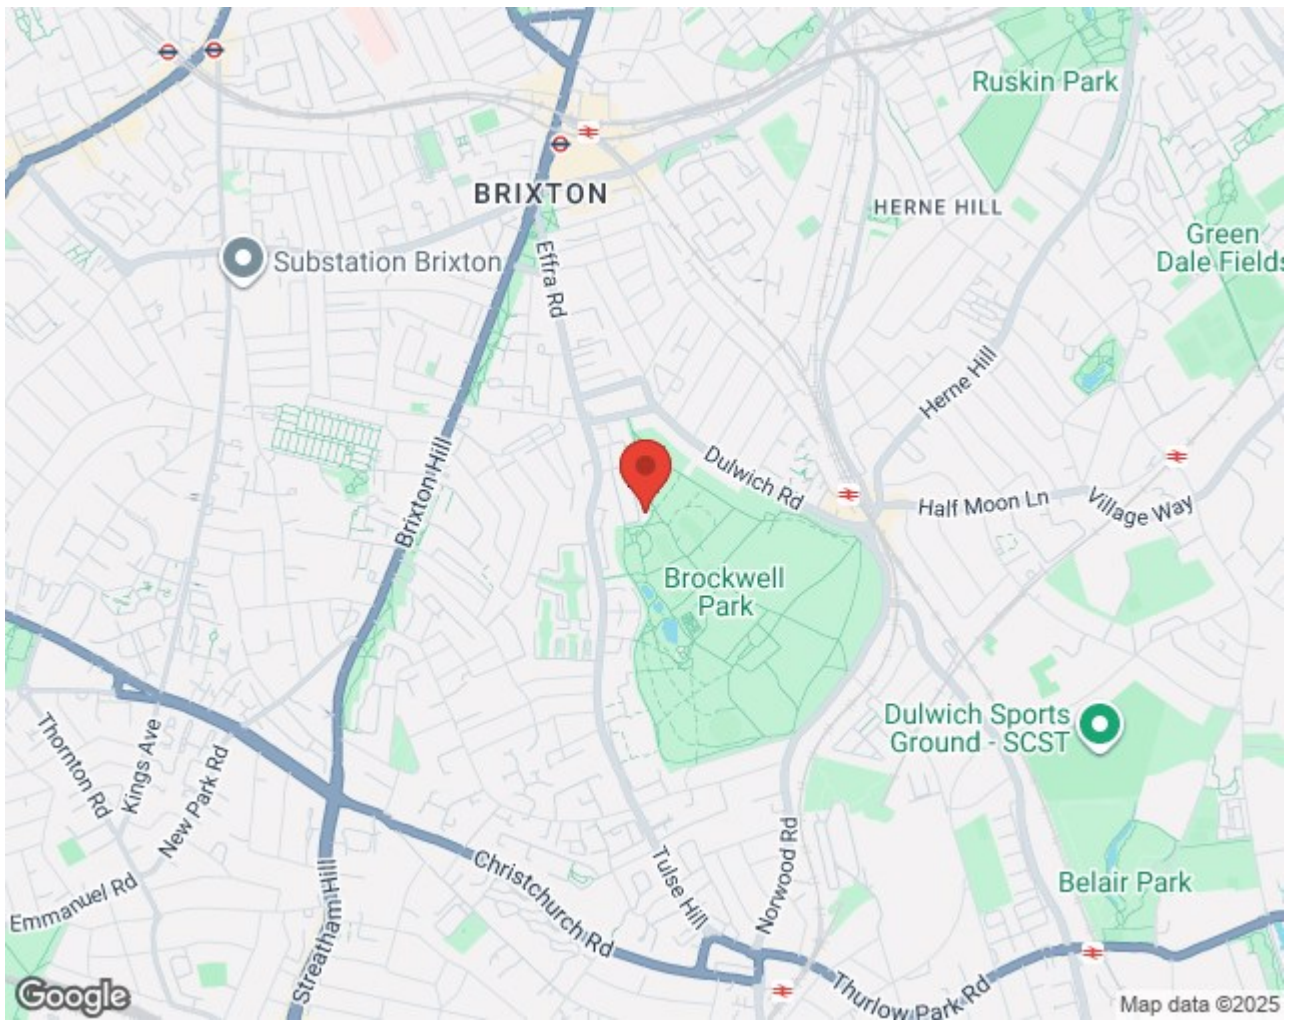 Ruskin Park
BRIXTON
HERNE HILL
Green
Dale Fields
Substation Brixton
Effra Rd
Herne Hill
Brixton Hill
Dulwich Rd
Half Moon Ln
Village Way
Brockwell
Park
Dulwich Sports
Ground - SCST
Thornton Rd
Kings Ave
New Park Rd
Emmanuel Rd
Streatham Hill
Christchurch Rd
Tulse Hill
Norwood Rd
Belair Park
Thurlow Park Rd
Google
Map data ©2025